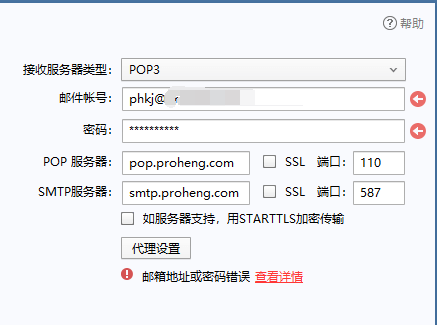 帮助
接收服务器类型： POP3
邮件帐号： phkj@
密码： **********
POP 服务器： pop.proheng.com SSL 端口： 110
SMTP服务器： smtp.proheng.com SSL 端口： 587
如服务器支持，用STARTTLS加密传输
代理设置
邮箱地址或密码错误 查看详情